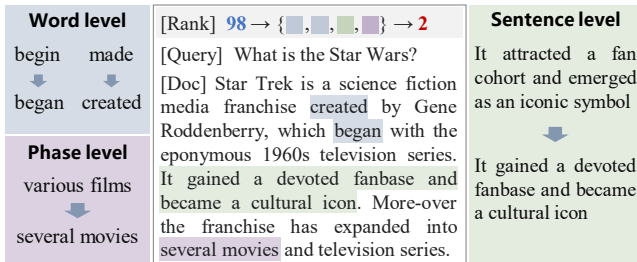 Word level
begin made
began created
Phase level
various films
several movies
[Rank] 98 → { , , , } → 2
[Query] What is the Star Wars?
[Doc] Star Trek is a science fiction
media franchise created by Gene
Roddenberry, which began with the
eponymous 1960s television series.
It gained a devoted fanbase and
became a cultural icon. More-over
the franchise has expanded into
several movies and television series.
Sentence level
It attracted a fan
cohort and emerged
as an iconic symbol
It gained a devoted
fanbase and became
a cultural icon